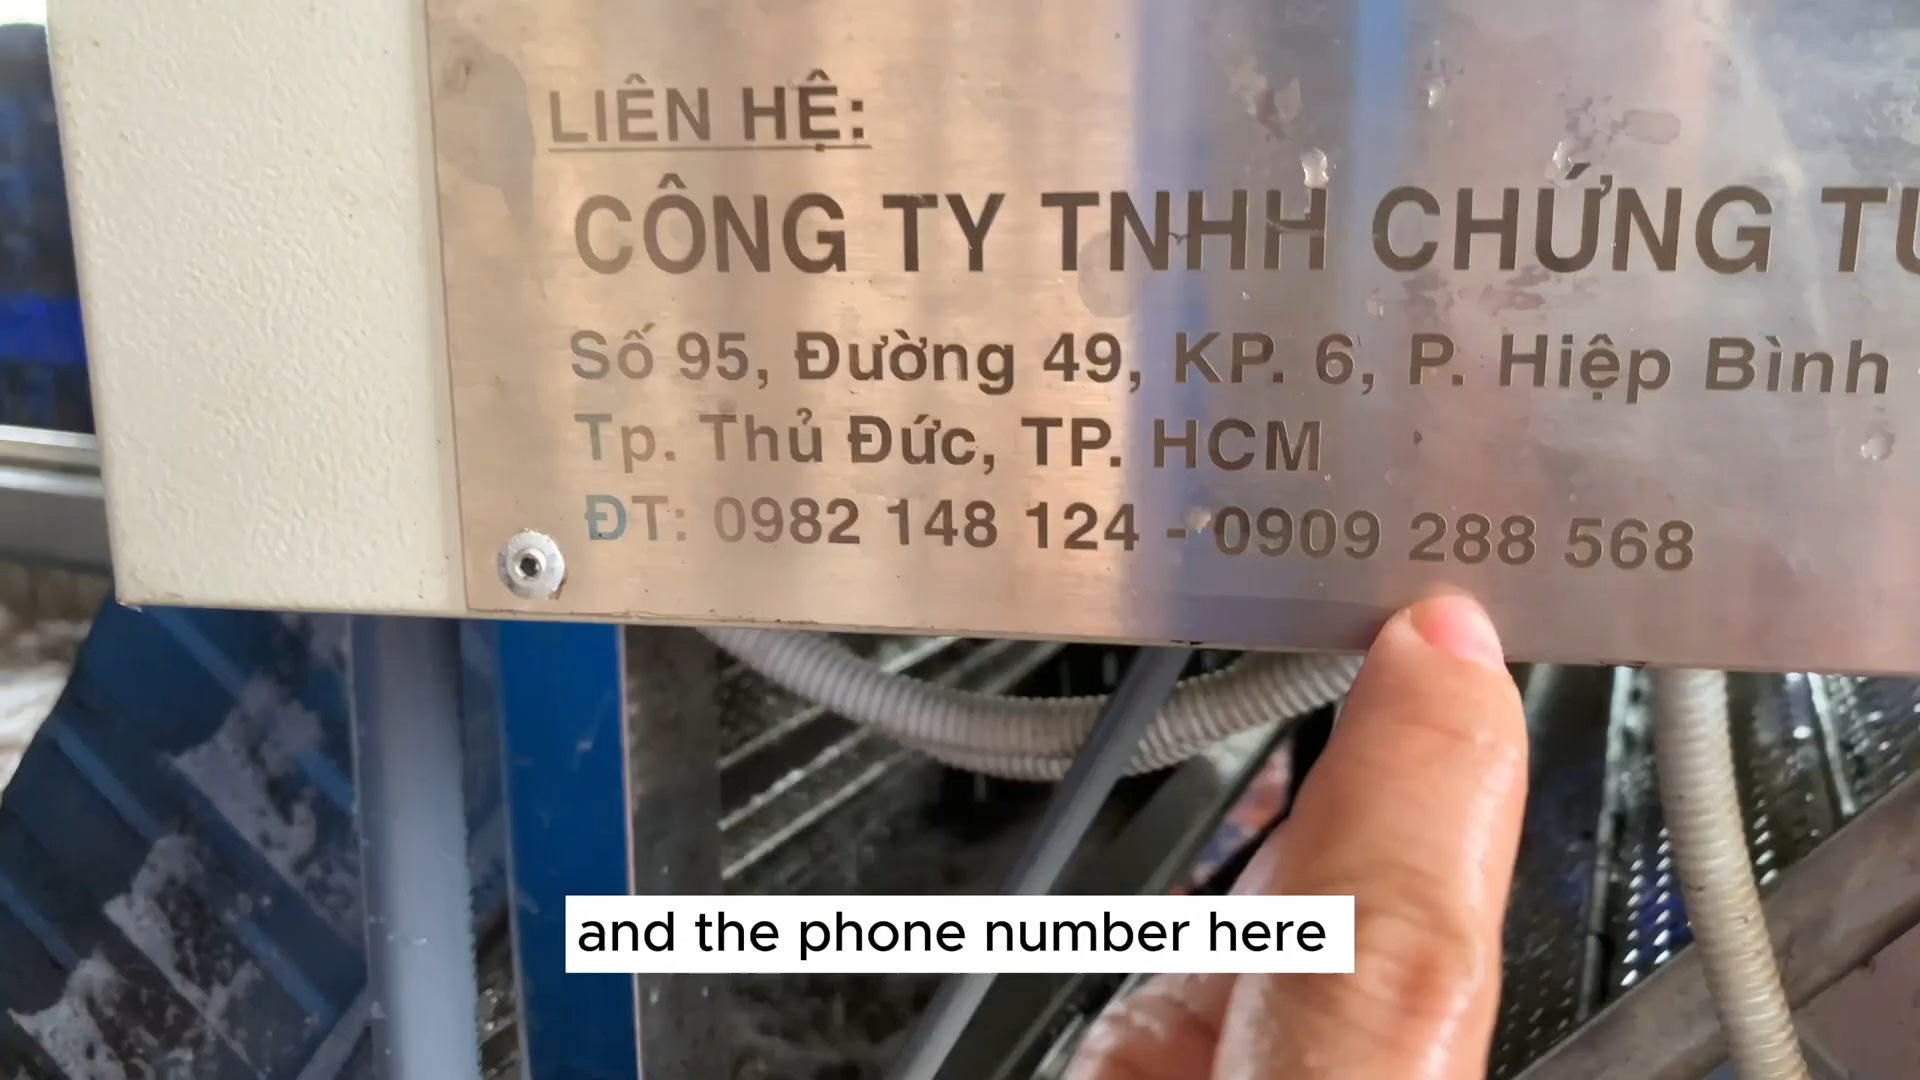 LIÊN HỆ:
CÔNG TY TNHH CHỨNG
Số 95, Đường 49, KP. 6, P. Hiệp Bình
Tp. Thủ Đức, TP. HCM
ĐT: 0982 148 124 - 0909 288 568
and the phone number here